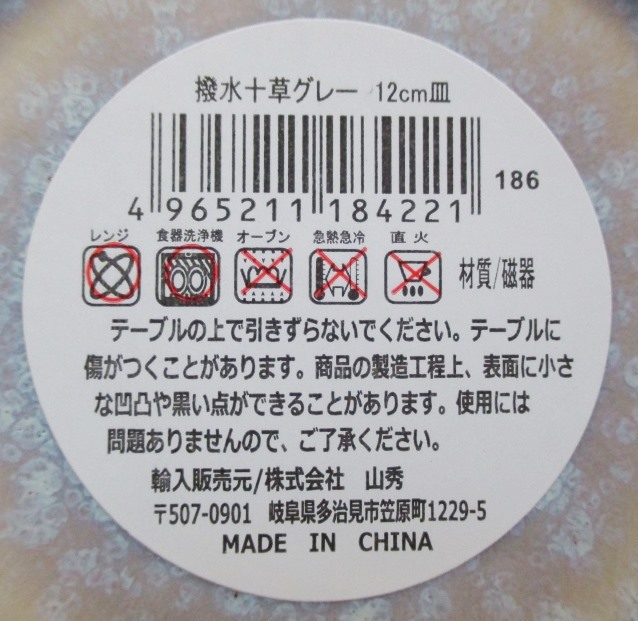 撥水十草グレー 12cm皿
186
4 965211 184221
レンジ 食器洗浄機 オーブン 急熱急冷 直火
材質/磁器
テーブルの上で引きずらないでください。テーブルに
傷がつくことがあります。商品の製造工程上、表面に小さ
な凹凸や黒い点ができることがあります。使用には
問題ありませんので、ご了承ください。
輸入販売元/株式会社 山秀
〒507-0901 岐阜県多治見市笠原町1229-5
MADE IN CHINA